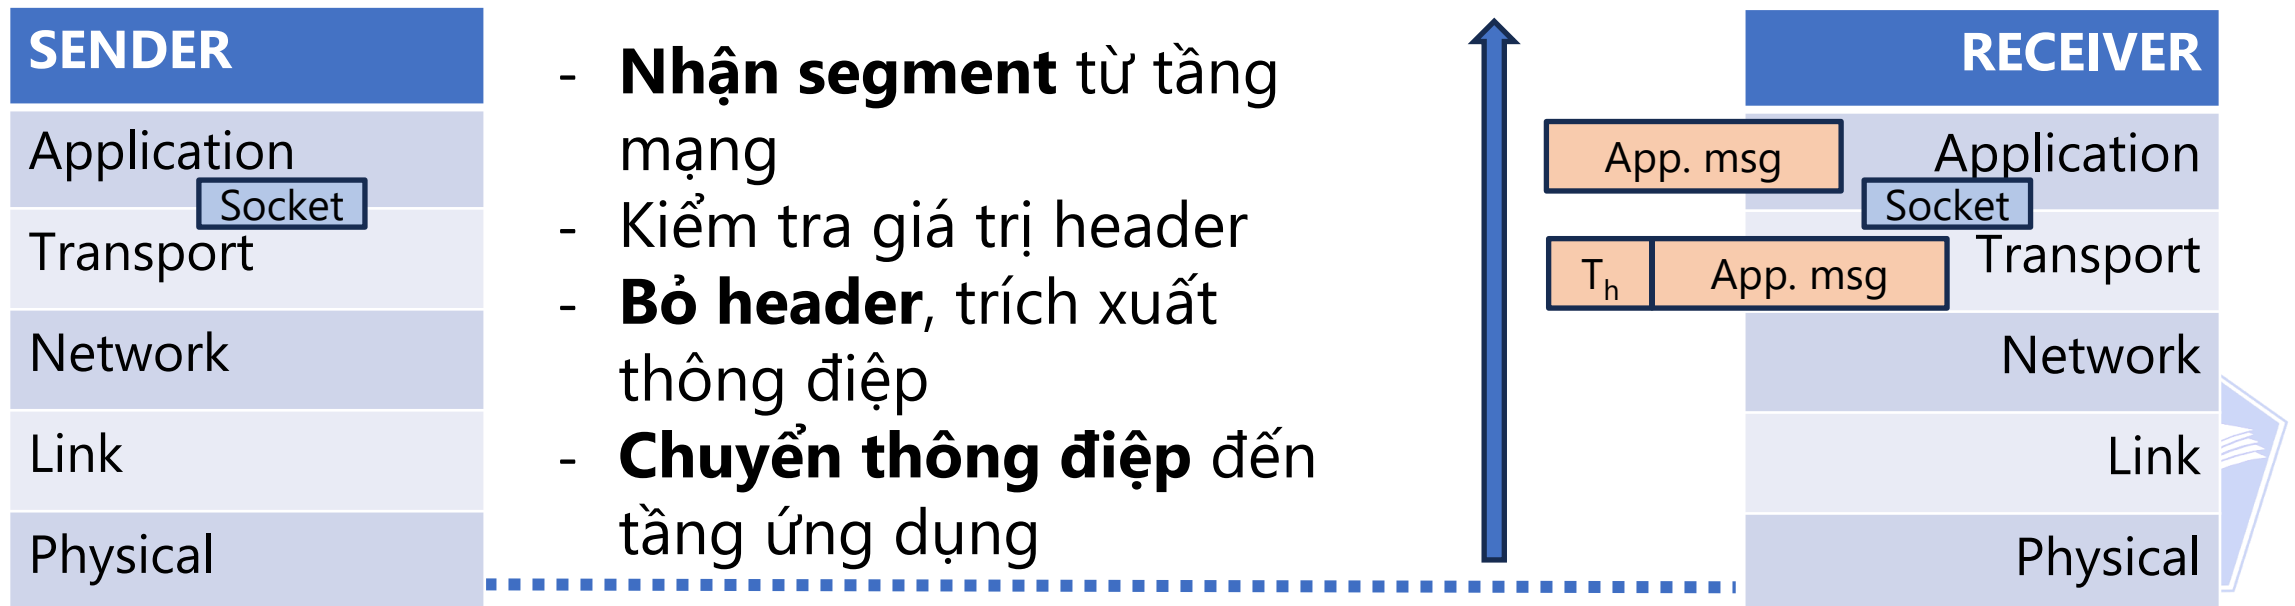 SENDER
Application
Socket
Transport
Network
Link
Physical
- Nhận segment từ tầng
mạng
- Kiểm tra giá trị header
- Bỏ header, trích xuất
thông điệp
- Chuyển thông điệp đến
tầng ứng dụng
RECEIVER
App. msg
Application
Socket
Th
App. msg
Transport
Network
Link
Physical